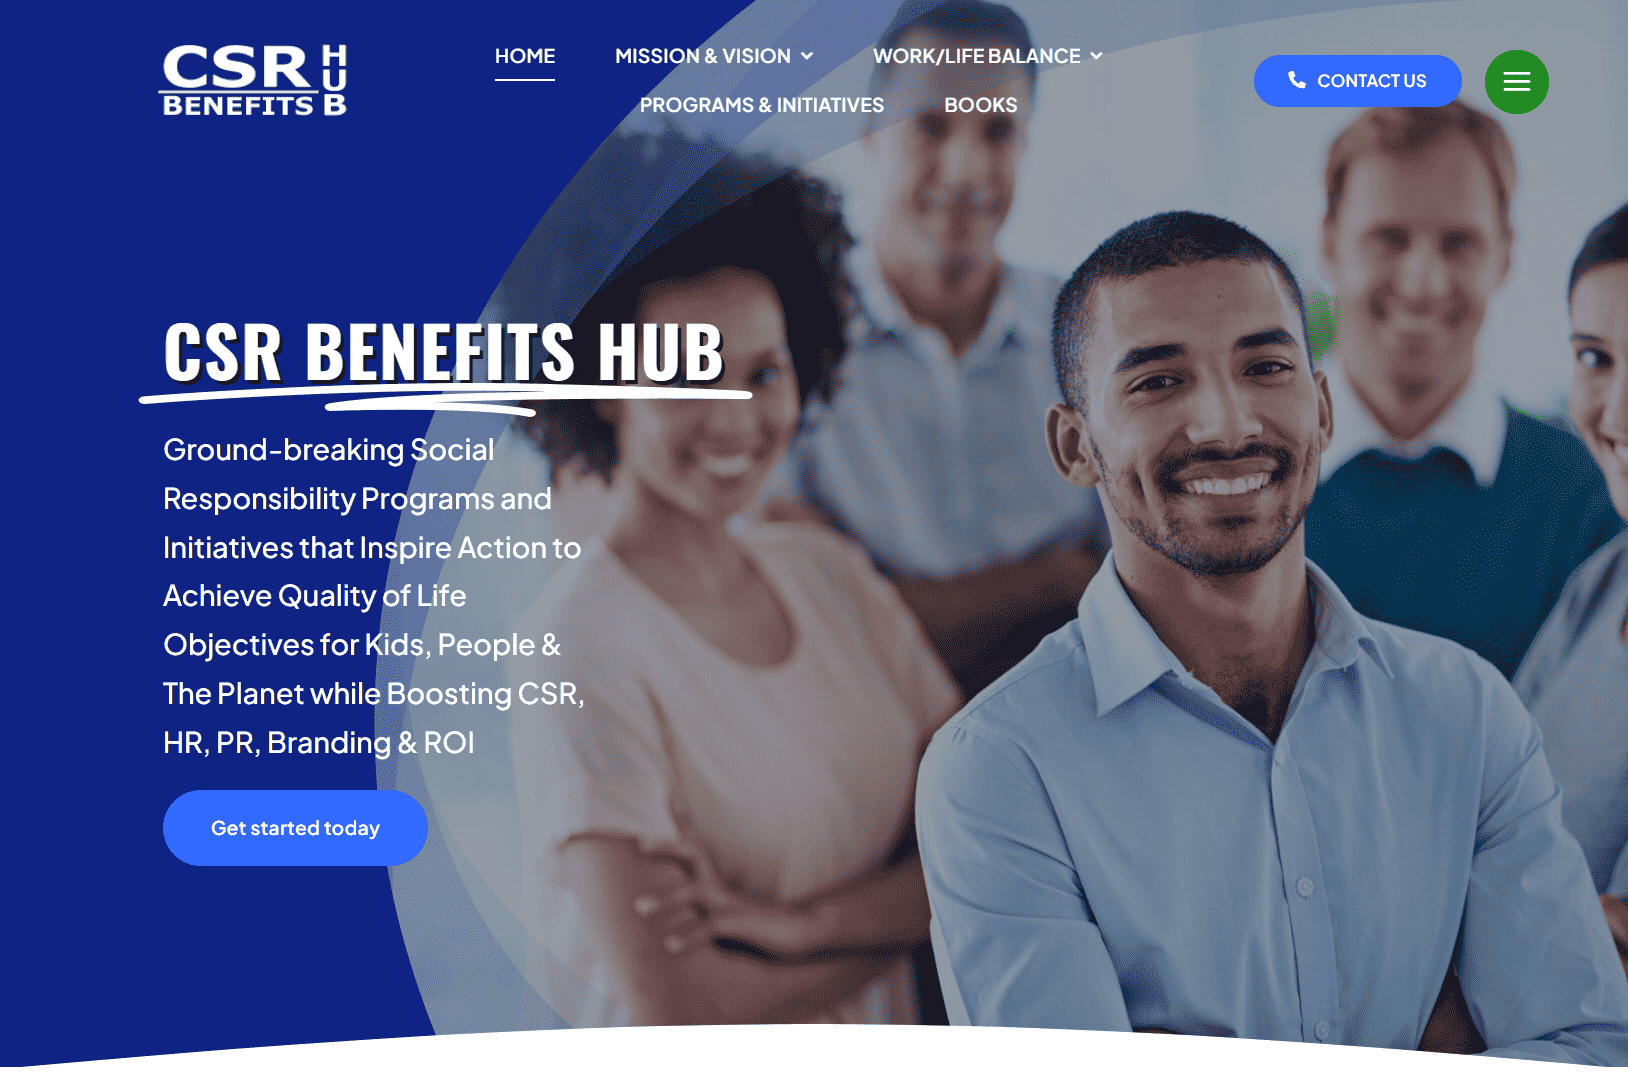 CSR HUB
BENEFITS
HOME
MISSION & VISION
WORK/LIFE BALANCE
PROGRAMS & INITIATIVES
BOOKS
CONTACT US
CSR BENEFITS HUB
Ground-breaking Social
Responsibility Programs and
Initiatives that Inspire Action to
Achieve Quality of Life
Objectives for Kids, People &
The Planet while Boosting CSR,
HR, PR, Branding & ROI
Get started today